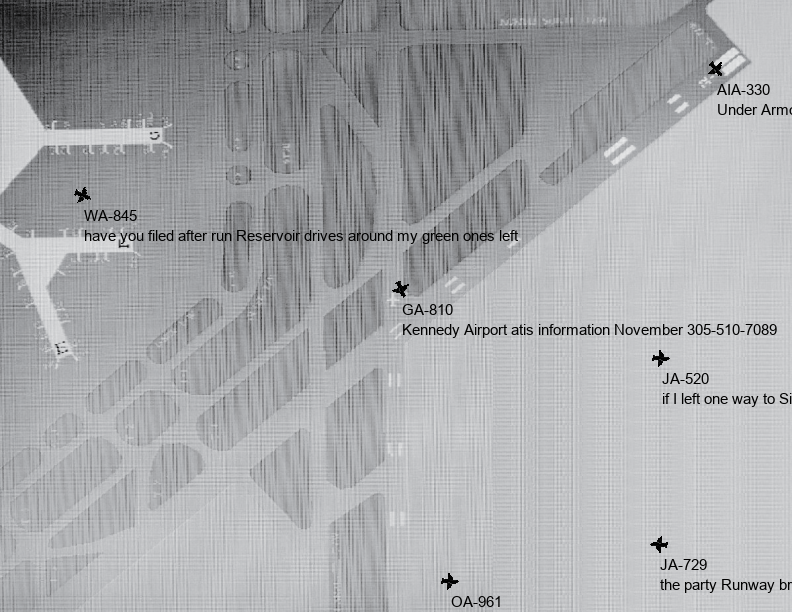 AIA-330
Under Armo
WA-845
have you filed after run Reservoir drives around my green ones left
GA-810
Kennedy Airport atis information November 305-510-7089
JA-520
if I left one way to Si
JA-729
the party Runway br
OA-961